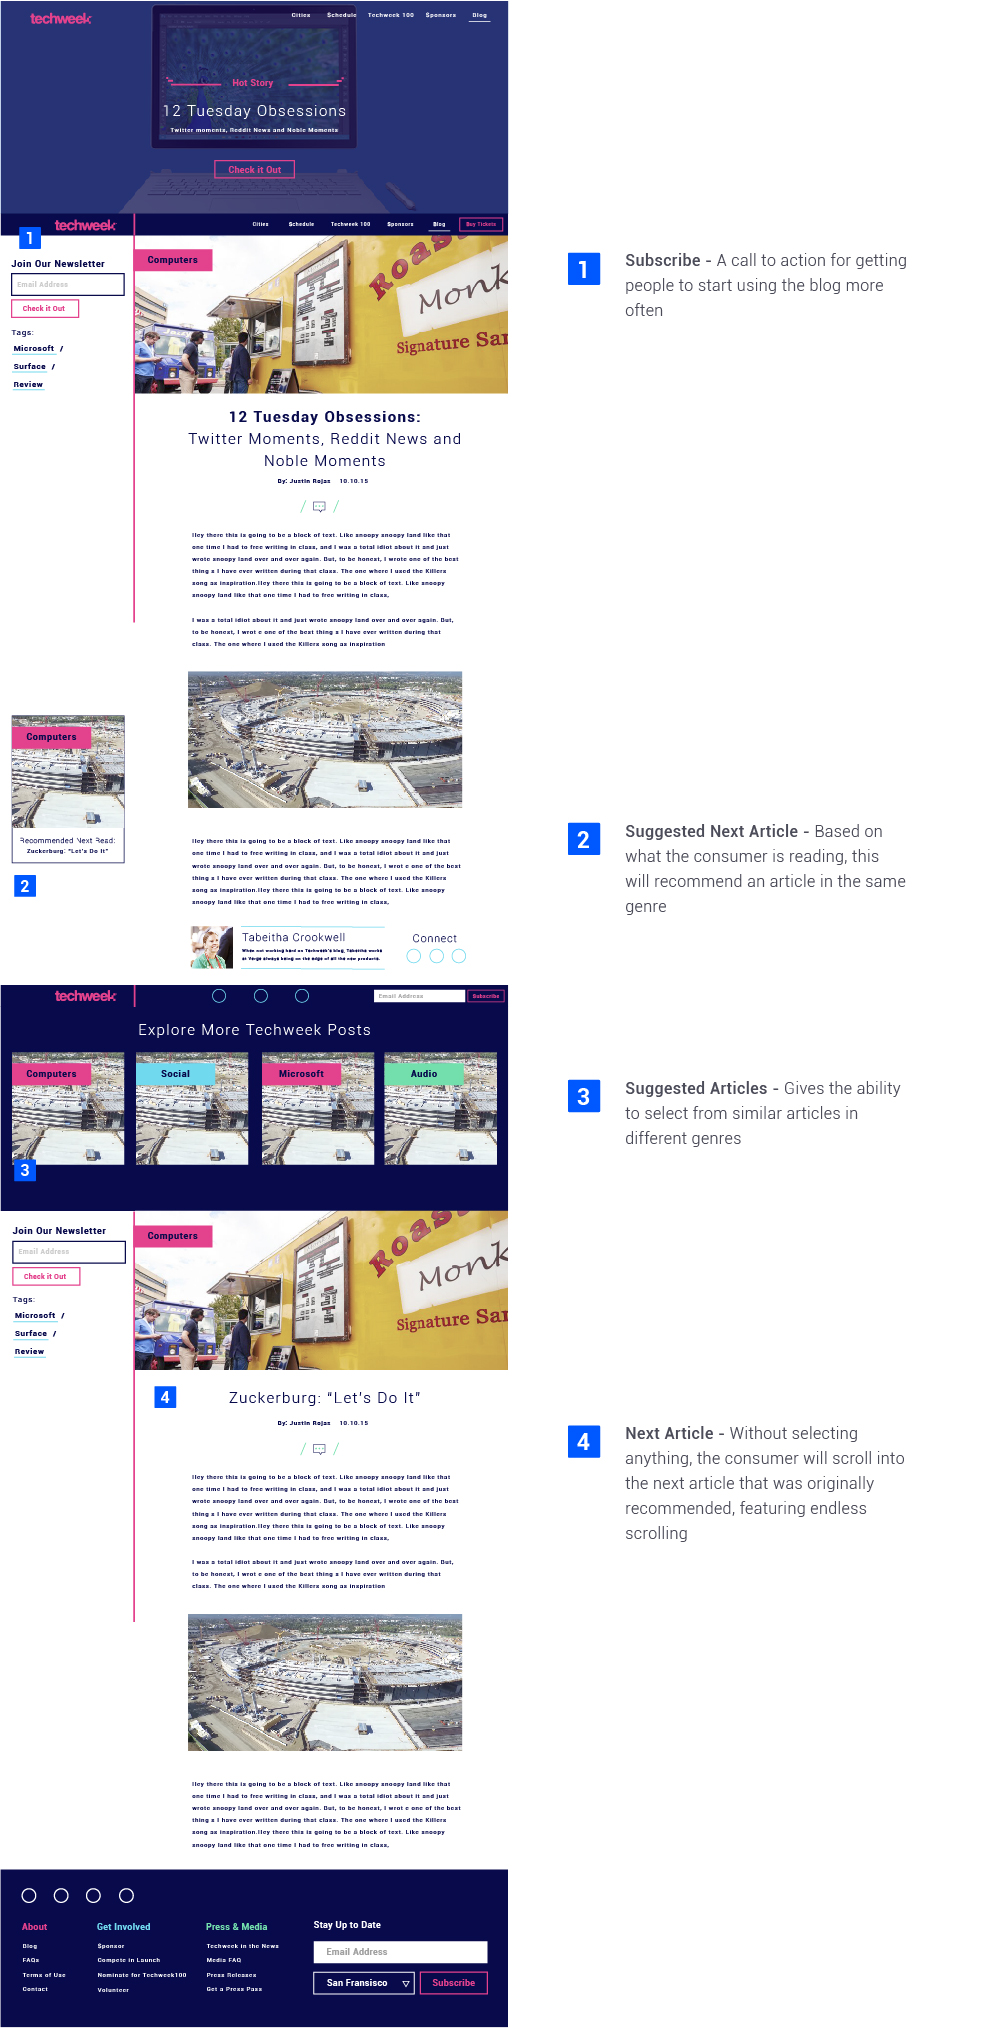 techweek
Cities Schedule Techweek 100 Sponsors Blog
Hot Story
12 Tuesday Obsessions
Twitter moments, Reddit News and Noble Moments
Check it Out
techweek
Cities Schedule Techweek 100 Sponsors Blog Buy Tickets
1
Join Our Newsletter
Email Address
Check it Out
Tags:
Microsoft /
Surface /
Review
Computers
Roas
Monk
Signature Sar
12 Tuesday Obsessions:
Twitter Moments, Reddit News and
Noble Moments
By: Justin Rojas 10.10.15
/ /
Hey there this is going to be a block of text. Like snoopy snoopy land like that
one time I had to free writing in class, and I was a total idiot about it and just
wrote snoopy land over and over again. But, to be honest, I wrote one of the best
thing s I have ever written during that class. The one where I used the Killers
song as inspiration.Hey there this is going to be a block of text. Like snoopy
snoopy land like that one time I had to free writing in class,
I was a total idiot about it and just wrote snoopy land over and over again. But,
to be honest, I wrot e one of the best thing s I have ever written during that
class. The one where I used the Killers song as inspiration
Computers
Recommended Next Read:
Zuckerburg: "Let's Do It"
2
Hey there this is going to be a block of text. Like snoopy snoopy land like that
one time I had to free writing in class, and I was a total idiot about it and just
wrote snoopy land over and over again. But, to be honest, I wrot e one of the best
thing s I have ever written during that class. The one where I used the Killers
song as inspiration.Hey there this is going to be a block of text. Like snoopy
snoopy land like that one time I had to free writing in class,
Tabeitha Crookwell
When not working hard on Techweek's blog, Tabeitha works
at Verge always being on the edge of all the new products.
Connect
techweek
Email Address Subscribe
Explore More Techweek Posts
Computers Social Microsoft Audio
3
Join Our Newsletter
Email Address
Check it Out
Tags:
Microsoft /
Surface /
Review
Computers
Roas
Monk
Signature Sar
4
Zuckerburg: “Let's Do It”
By: Justin Rojas 10.10.15
/ /
Hey there this is going to be a block of text. Like snoopy snoopy land like that
one time I had to free writing in class, and I was a total idiot about it and just
wrote snoopy land over and over again. But, to be honest, I wrote one of the best
thing s I have ever written during that class. The one where I used the Killers
song as inspiration.Hey there this is going to be a block of text. Like snoopy
snoopy land like that one time I had to free writing in class,
I was a total idiot about it and just wrote snoopy land over and over again. But,
to be honest, I wrot e one of the best thing s I have ever written during that
class. The one where I used the Killers song as inspiration
Hey there this is going to be a block of text. Like snoopy snoopy land like that
one time I had to free writing in class, and I was a total idiot about it and just
wrote snoopy land over and over again. But, to be honest, I wrot e one of the best
thing s I have ever written during that class. The one where I used the Killers
song as inspiration.Hey there this is going to be a block of text. Like snoopy
snoopy land like that one time I had to free writing in class,
About
Blog
FAQs
Terms of Use
Contact
Get Involved
Sponsor
Compete in Launch
Nominate for Techweek100
Volunteer
Press & Media
Techweek in the News
Media FAQ
Press Releases
Get a Press Pass
Stay Up to Date
Email Address
San Fransisco
Subscribe
1
Subscribe - A call to action for getting
people to start using the blog more
often
2
Suggested Next Article - Based on
what the consumer is reading, this
will recommend an article in the same
genre
3
Suggested Articles - Gives the ability
to select from similar articles in
different genres
4
Next Article - Without selecting
anything, the consumer will scroll into
the next article that was originally
recommended, featuring endless
scrolling